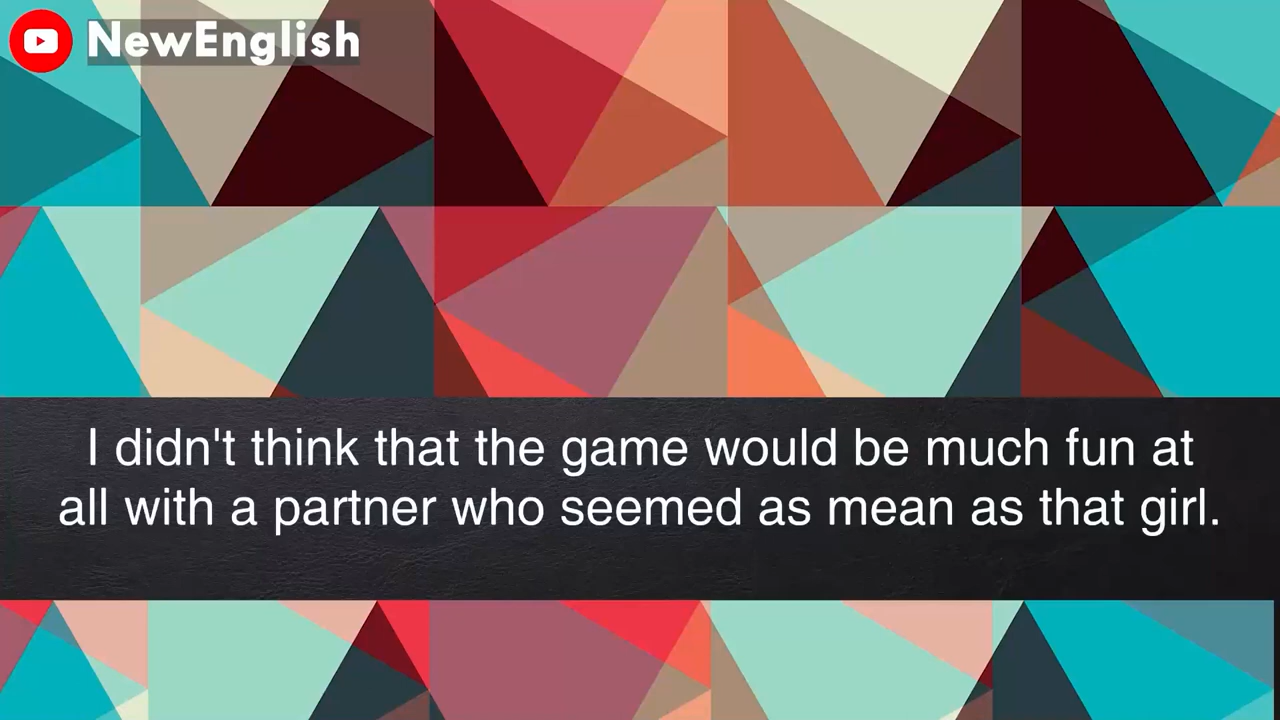 NewEnglish
I didn't think that the game would be much fun at
all with a partner who seemed as mean as that girl.